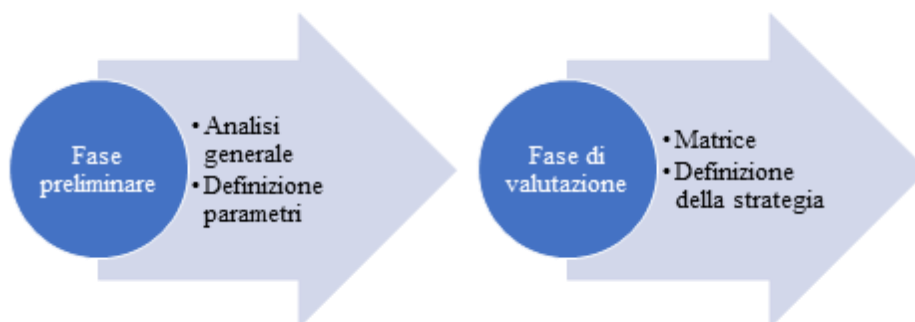 Fase
preliminare
• Analisi
generale
• Definizione
parametri
Fase di
valutazione
• Matrice
• Definizione
della strategia